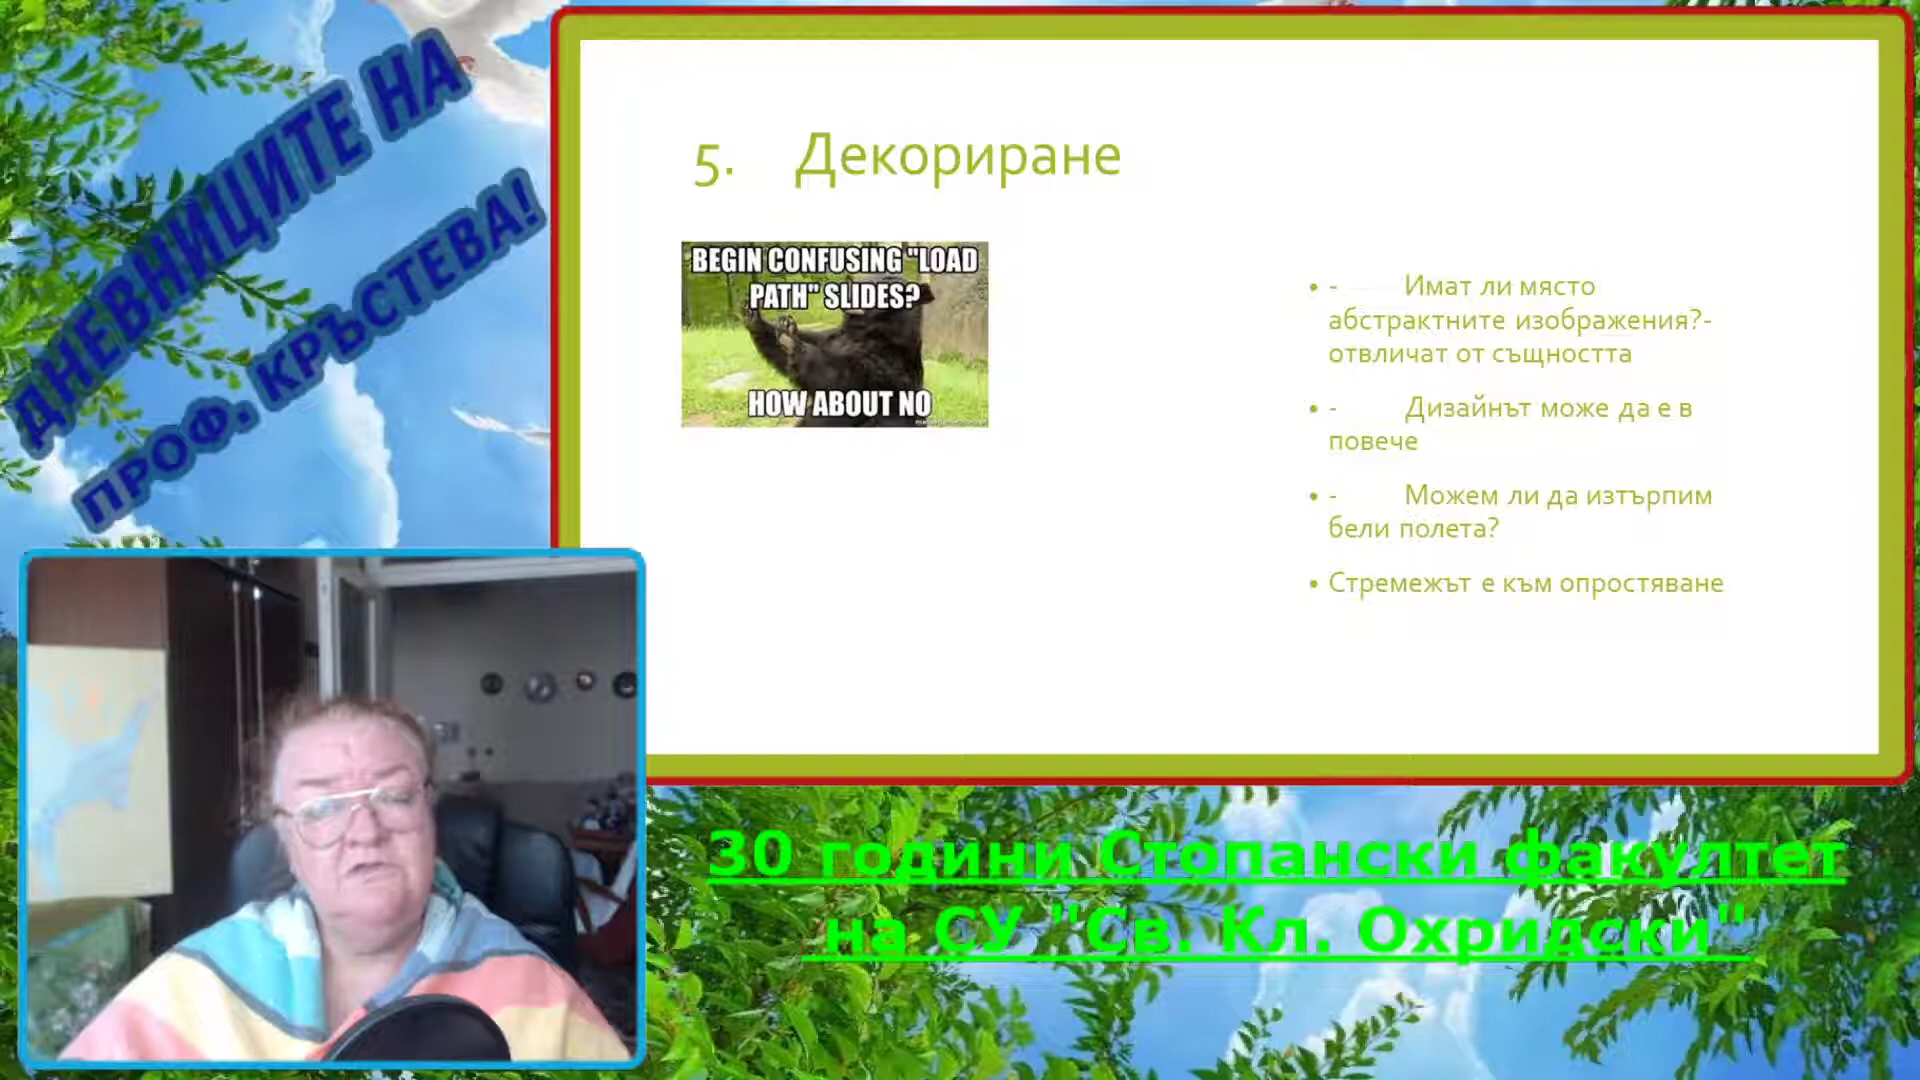 ДНЕВНИЦИТЕ НА
ПРОФ. КРЪСТЕВА!
5. Декориране
BEGIN CONFUSING "LOAD
PATH" SLIDES?
HOW ABOUT NO
• - Имат ли място
абстрактните изображения?-
отвличат от същността
• - Дизайнът може да е в
повече
• - Можем ли да изтърпим
бели полета?
• Стремежът е към опростяване
30 години Стопански факултет
на СУ "Св. Кл. Охридски"